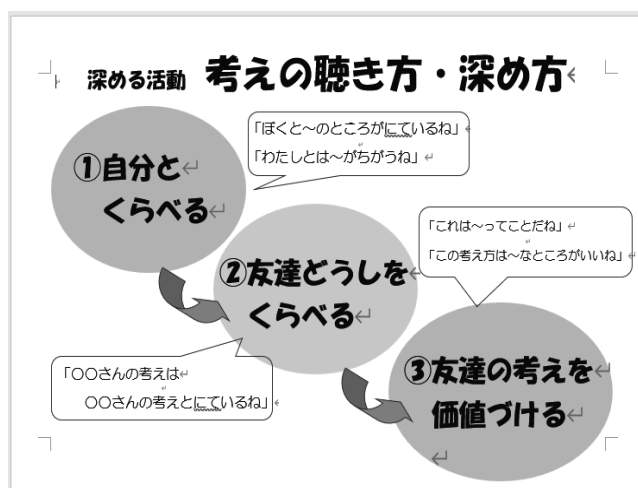 深める活動 考えの聴き方・深め方
①自分と
くらべる
「ぼくと～のところがにているね」
「わたしとは～がちがうね」
②友達どうしを
くらべる
「〇〇さんの考えは
〇〇さんの考えとにているね」
「これは～ってことだね」
「この考え方は～なところがいいね」
③友達の考えを
価値づける